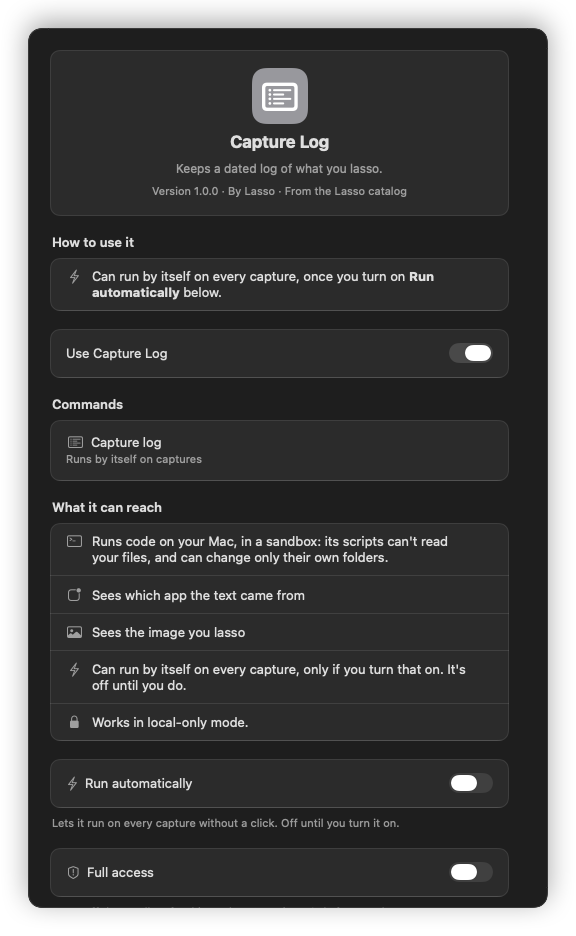 Capture Log
Keeps a dated log of what you lasso.
Version 1.0.0 · By Lasso · From the Lasso catalog
How to use it
Can run by itself on every capture, once you turn on Run
automatically below.
Use Capture Log
Commands
Capture log
Runs by itself on captures
What it can reach
Runs code on your Mac, in a sandbox: its scripts can't read
your files, and can change only their own folders.
Sees which app the text came from
Sees the image you lasso
Can run by itself on every capture, only if you turn that on. It's
off until you do.
Works in local-only mode.
Run automatically
Lets it run on every capture without a click. Off until you turn it on.
Full access